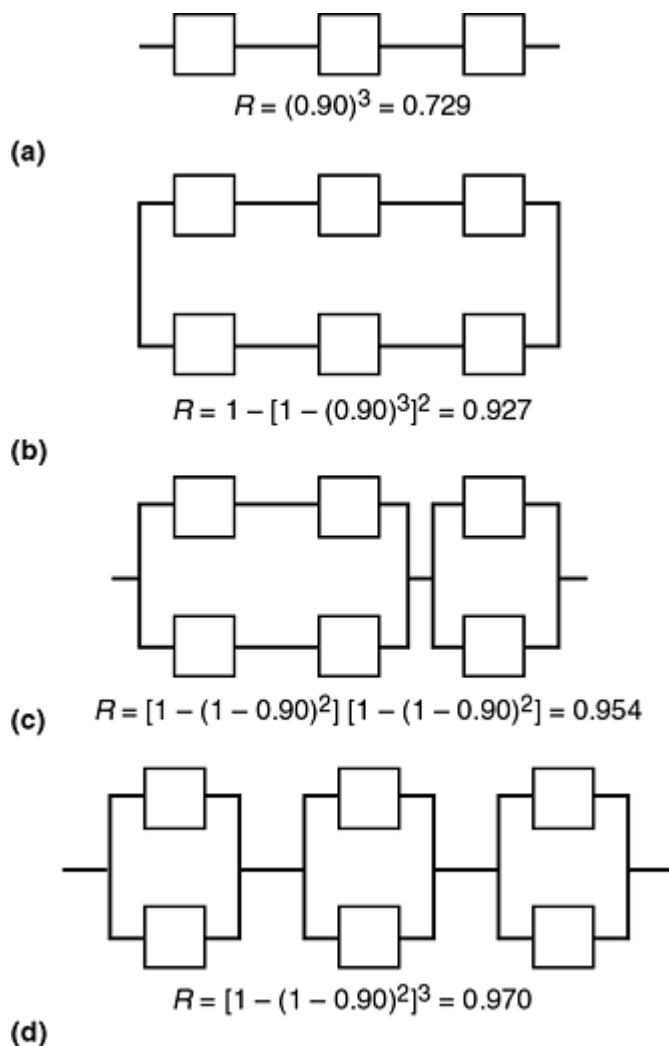 R = (0.90)³ = 0.729
(a)
R = 1 – [1 – (0.90)³]² = 0.927
(b)
R = [1 – (1 – 0.90)²] [1 – (1 – 0.90)²] = 0.954
(c)
R = [1 – (1 – 0.90)²]³ = 0.970
(d)